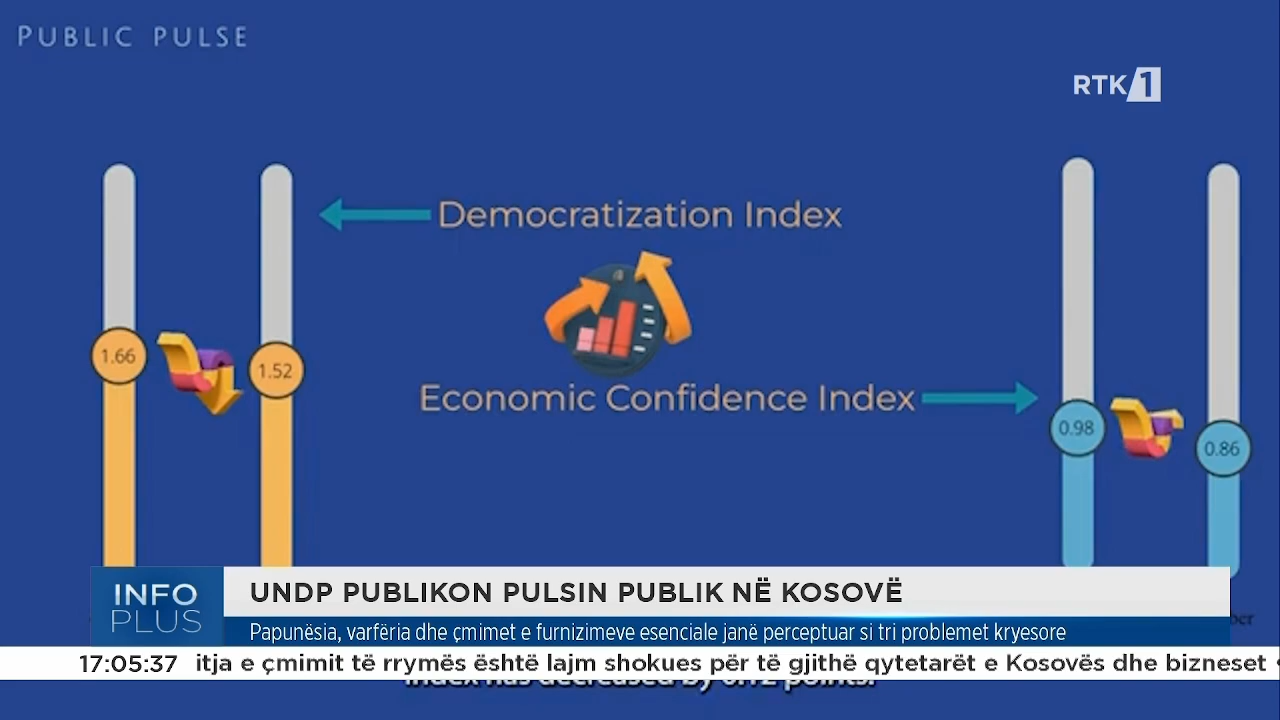 PUBLIC PULSE
RTK 1
Democratization Index
1.66
1.52
Economic Confidence Index
0.98
0.86
INFO
PLUS
UNDP PUBLIKON PULSIN PUBLIK NË KOSOVË
Papunësia, varfëria dhe çmimet e furnizimeve esenciale janë perceptuar si tri problemet kryesore
17:05:37 itja e çmimit të rrymës është lajm shokues për të gjithë qytetarët e Kosovës dhe bizneset